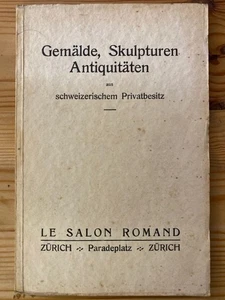 Gemälde, Skulpturen
Antiquitäten
aus
schweizerischem Privatbesitz
LE SALON ROMAND
ZÜRICH ⁘ Paradeplatz ⁘ ZÜRICH